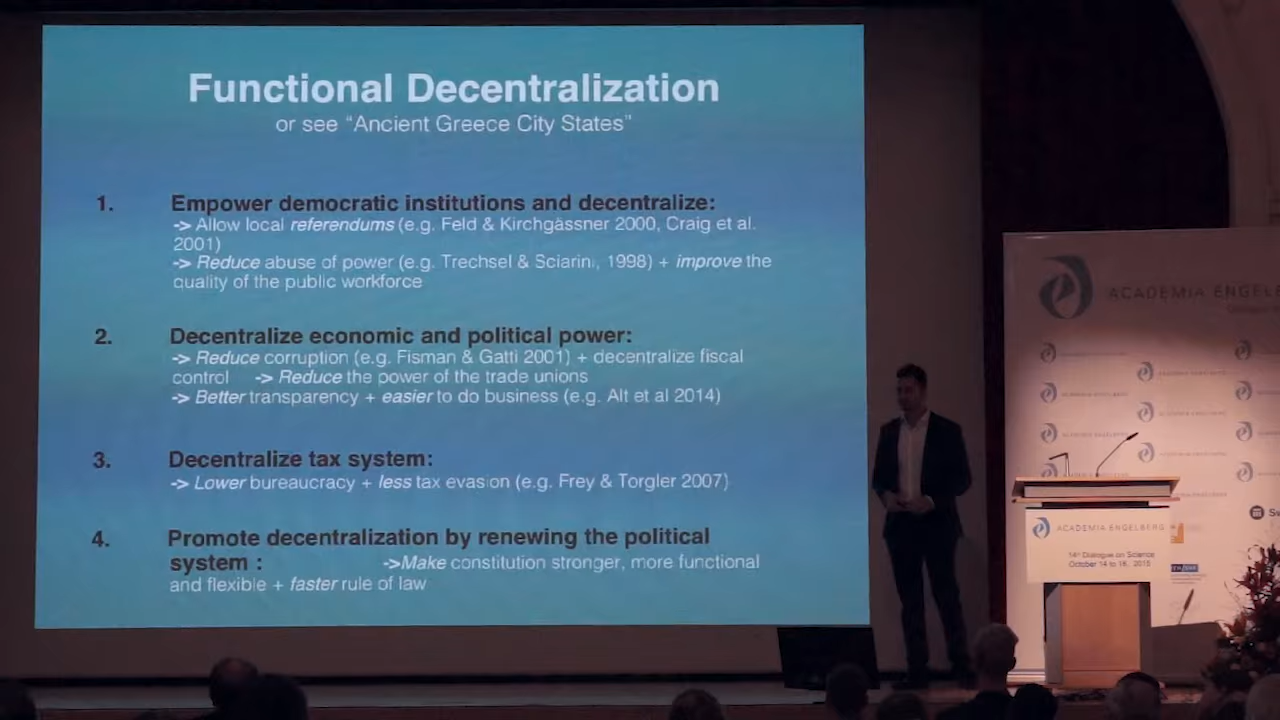 Functional Decentralization
or see “Ancient Greece City States”
1. Empower democratic institutions and decentralize:
-> Allow local referendums (e.g. Feld & Kirchgässner 2000, Craig et al.
2001)
-> Reduce abuse of power (e.g. Trechsel & Sciarini, 1998) + improve the
quality of the public workforce
2. Decentralize economic and political power:
-> Reduce corruption (e.g. Fisman & Gatti 2001) + decentralize fiscal
control -> Reduce the power of the trade unions
-> Better transparency + easier to do business (e.g. Alt et al 2014)
3. Decentralize tax system:
-> Lower bureaucracy + less tax evasion (e.g. Frey & Torgler 2007)
4. Promote decentralization by renewing the political
system : ->Make constitution stronger, more functional
and flexible + faster rule of law
ACADEMIA ENGELB
ACADEMIA ENGELBERG
14th Dialogue on Science
October 14 to 16, 2015